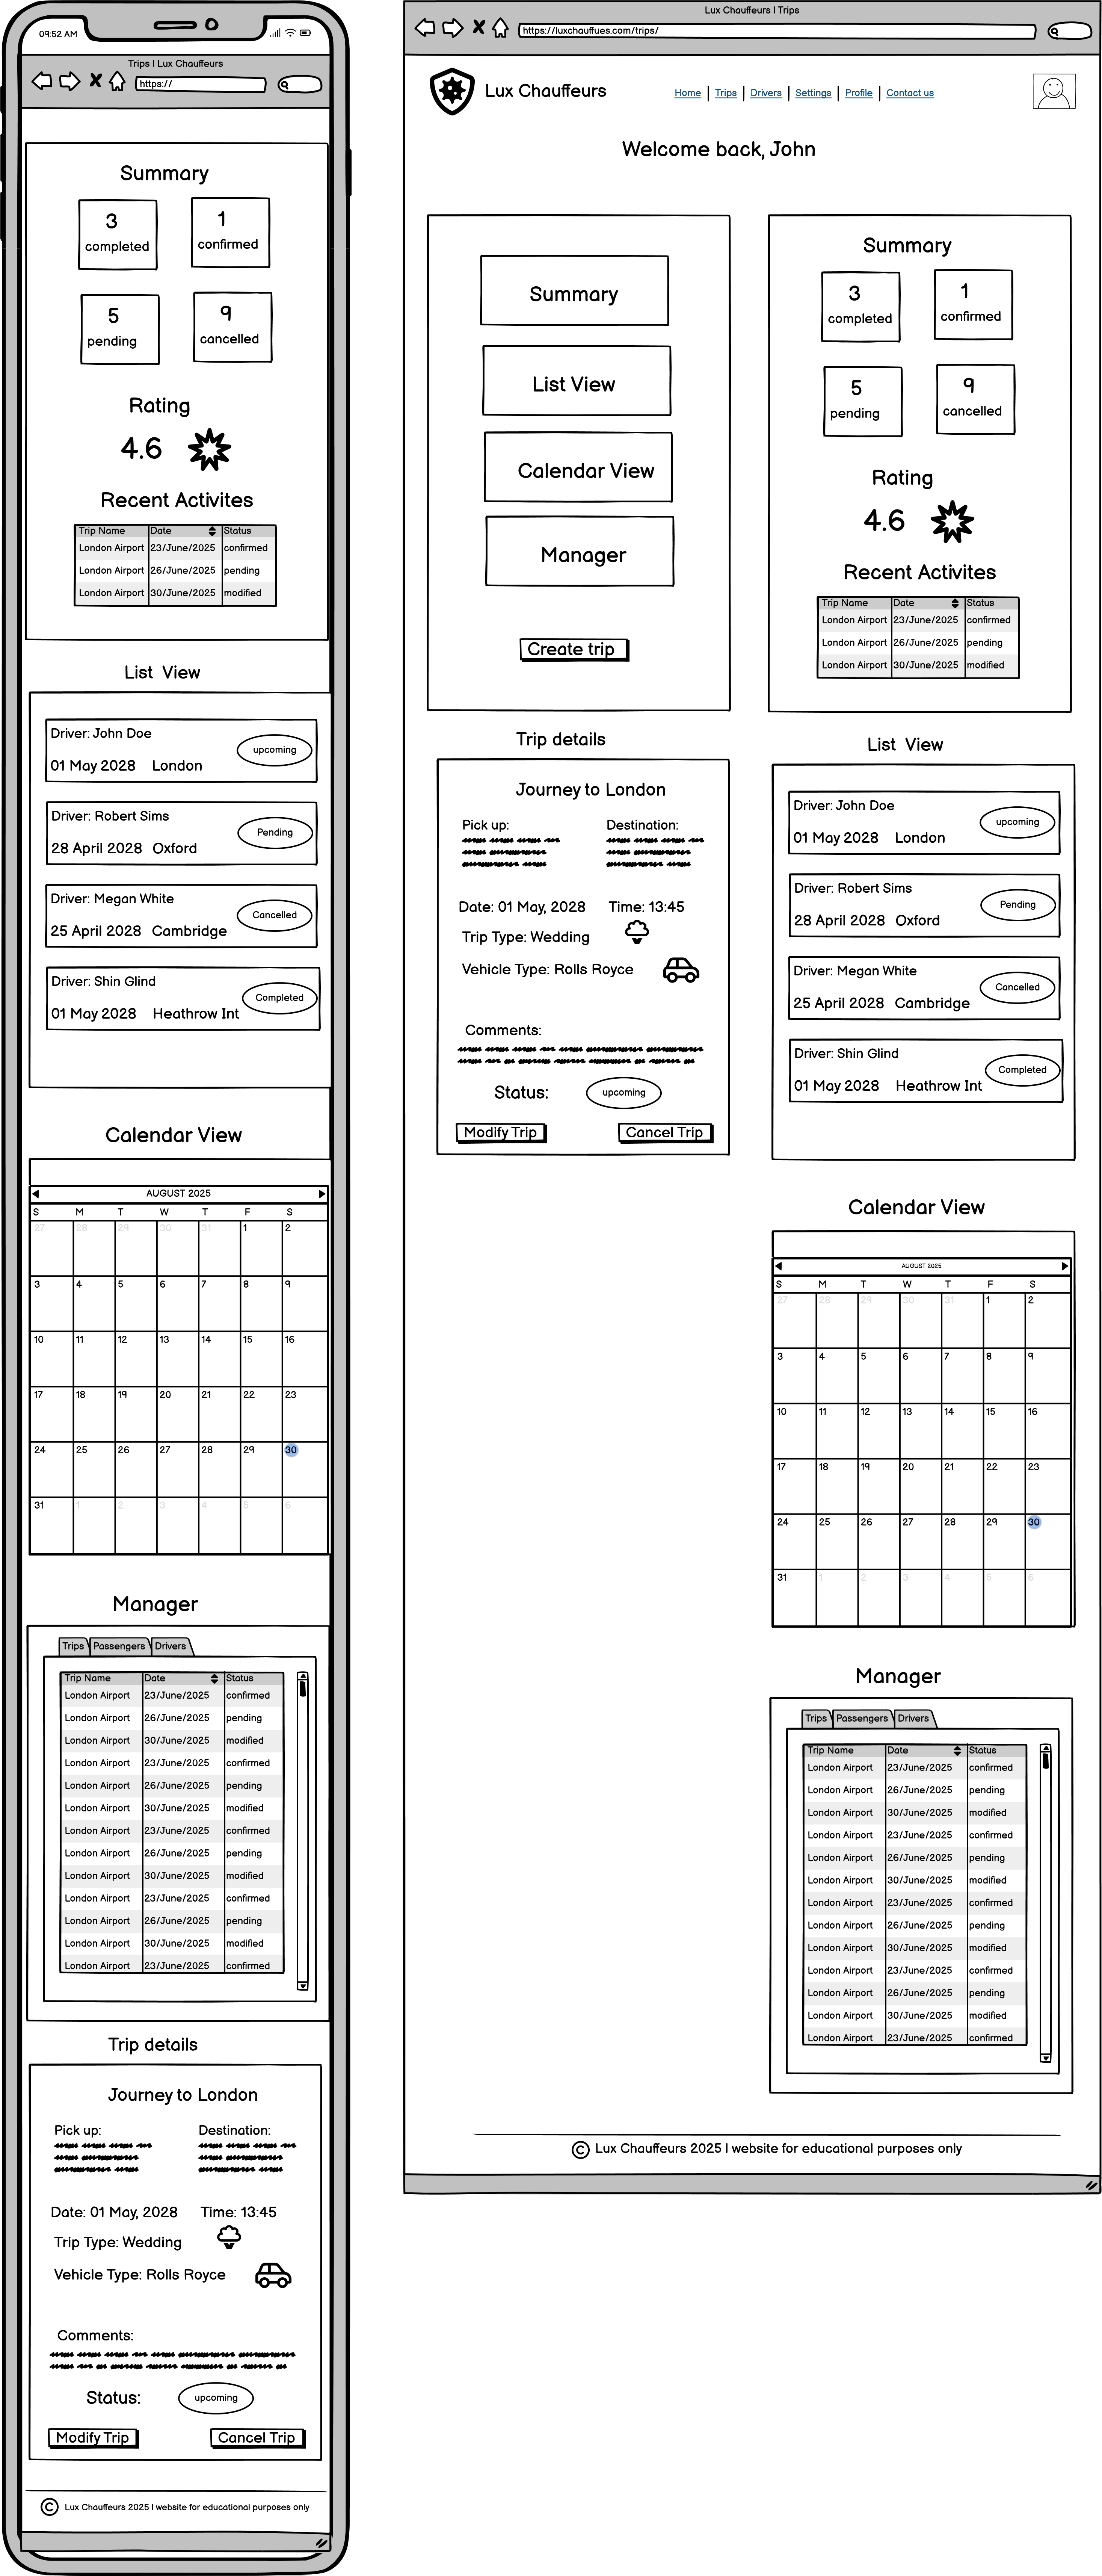 09:52 AM
Trips | Lux Chauffeurs
https://
Summary
3
completed
1
confirmed
5
pending
9
cancelled
Rating
4.6
Recent Activites
Trip Name Date Status
London Airport 23/June/2025 confirmed
London Airport 26/June/2025 pending
London Airport 30/June/2025 modified
List View
Driver: John Doe
01 May 2028 London
upcoming
Driver: Robert Sims
28 April 2028 Oxford
Pending
Driver: Megan White
25 April 2028 Cambridge
Cancelled
Driver: Shin Glind
01 May 2028 Heathrow Int
Completed
Calendar View
AUGUST 2025
S M T W T F S
27 28 29 30 31 1 2
3 4 5 6 7 8 9
10 11 12 13 14 15 16
17 18 19 20 21 22 23
24 25 26 27 28 29 30
31 1 2 3 4 5 6
Manager
Trips Passengers Drivers
Trip Name Date Status
London Airport 23/June/2025 confirmed
London Airport 26/June/2025 pending
London Airport 30/June/2025 modified
London Airport 23/June/2025 confirmed
London Airport 26/June/2025 pending
London Airport 30/June/2025 modified
London Airport 23/June/2025 confirmed
London Airport 26/June/2025 pending
London Airport 30/June/2025 modified
London Airport 23/June/2025 confirmed
London Airport 26/June/2025 pending
London Airport 30/June/2025 modified
London Airport 23/June/2025 confirmed
Trip details
Journey to London
Pick up: Destination:
Date: 01 May, 2028 Time: 13:45
Trip Type: Wedding
Vehicle Type: Rolls Royce
Comments:
Status: upcoming
Modify Trip Cancel Trip
© Lux Chauffeurs 2025 | website for educational purposes only
Lux Chauffeurs | Trips
https://luxchauffues.com/trips/
Lux Chauffeurs
Home | Trips | Drivers | Settings | Profile | Contact us
Welcome back, John
Summary
List View
Calendar View
Manager
Create trip
Summary
3
completed
1
confirmed
5
pending
9
cancelled
Rating
4.6
Recent Activites
Trip Name Date Status
London Airport 23/June/2025 confirmed
London Airport 26/June/2025 pending
London Airport 30/June/2025 modified
Trip details
Journey to London
Pick up: Destination:
Date: 01 May, 2028 Time: 13:45
Trip Type: Wedding
Vehicle Type: Rolls Royce
Comments:
Status: upcoming
Modify Trip Cancel Trip
List View
Driver: John Doe
01 May 2028 London
upcoming
Driver: Robert Sims
28 April 2028 Oxford
Pending
Driver: Megan White
25 April 2028 Cambridge
Cancelled
Driver: Shin Glind
01 May 2028 Heathrow Int
Completed
Calendar View
AUGUST 2025
S M T W T F S
27 28 29 30 31 1 2
3 4 5 6 7 8 9
10 11 12 13 14 15 16
17 18 19 20 21 22 23
24 25 26 27 28 29 30
31 1 2 3 4 5 6
Manager
Trips Passengers Drivers
Trip Name Date Status
London Airport 23/June/2025 confirmed
London Airport 26/June/2025 pending
London Airport 30/June/2025 modified
London Airport 23/June/2025 confirmed
London Airport 26/June/2025 pending
London Airport 30/June/2025 modified
London Airport 23/June/2025 confirmed
London Airport 26/June/2025 pending
London Airport 30/June/2025 modified
London Airport 23/June/2025 confirmed
London Airport 26/June/2025 pending
London Airport 30/June/2025 modified
London Airport 23/June/2025 confirmed
© Lux Chauffeurs 2025 | website for educational purposes only